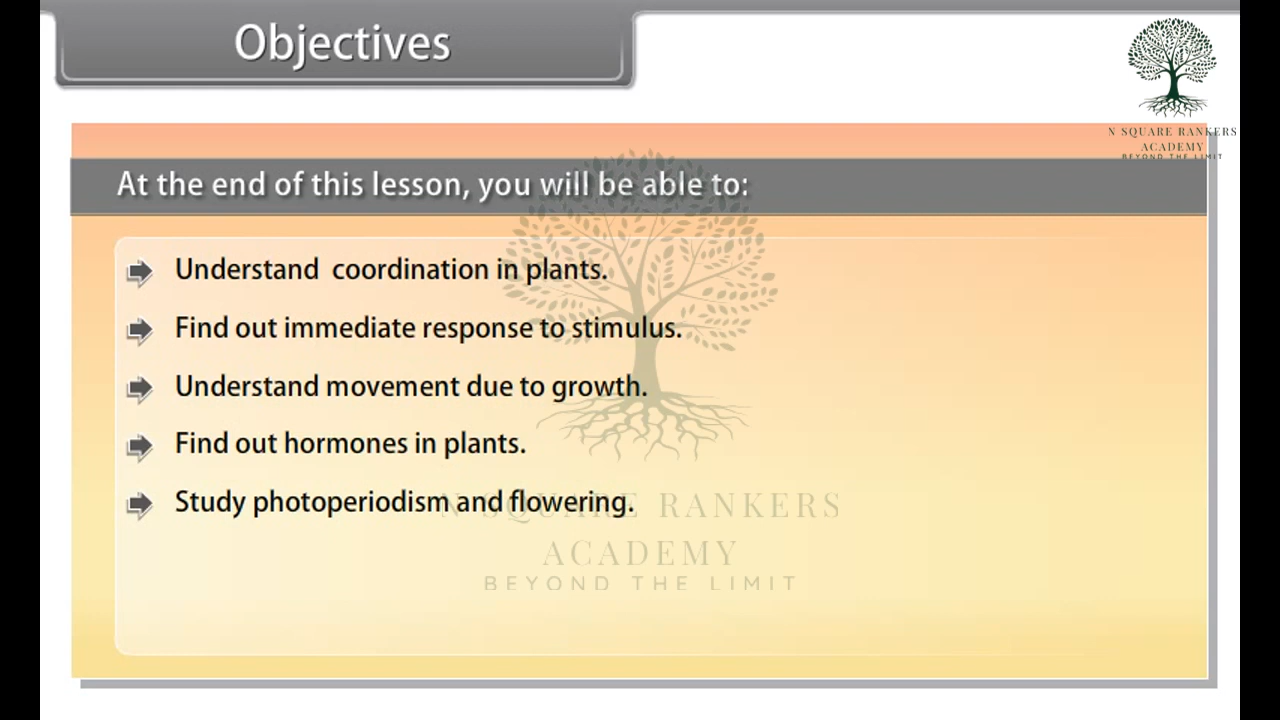 Objectives
N SQUARE RANKERS
ACADEMY
BEYOND THE LIMIT
At the end of this lesson, you will be able to:
Understand coordination in plants.
Find out immediate response to stimulus.
Understand movement due to growth.
Find out hormones in plants.
Study photoperiodism and flowering.
N SQUARE RANKERS
ACADEMY
BEYOND THE LIMIT